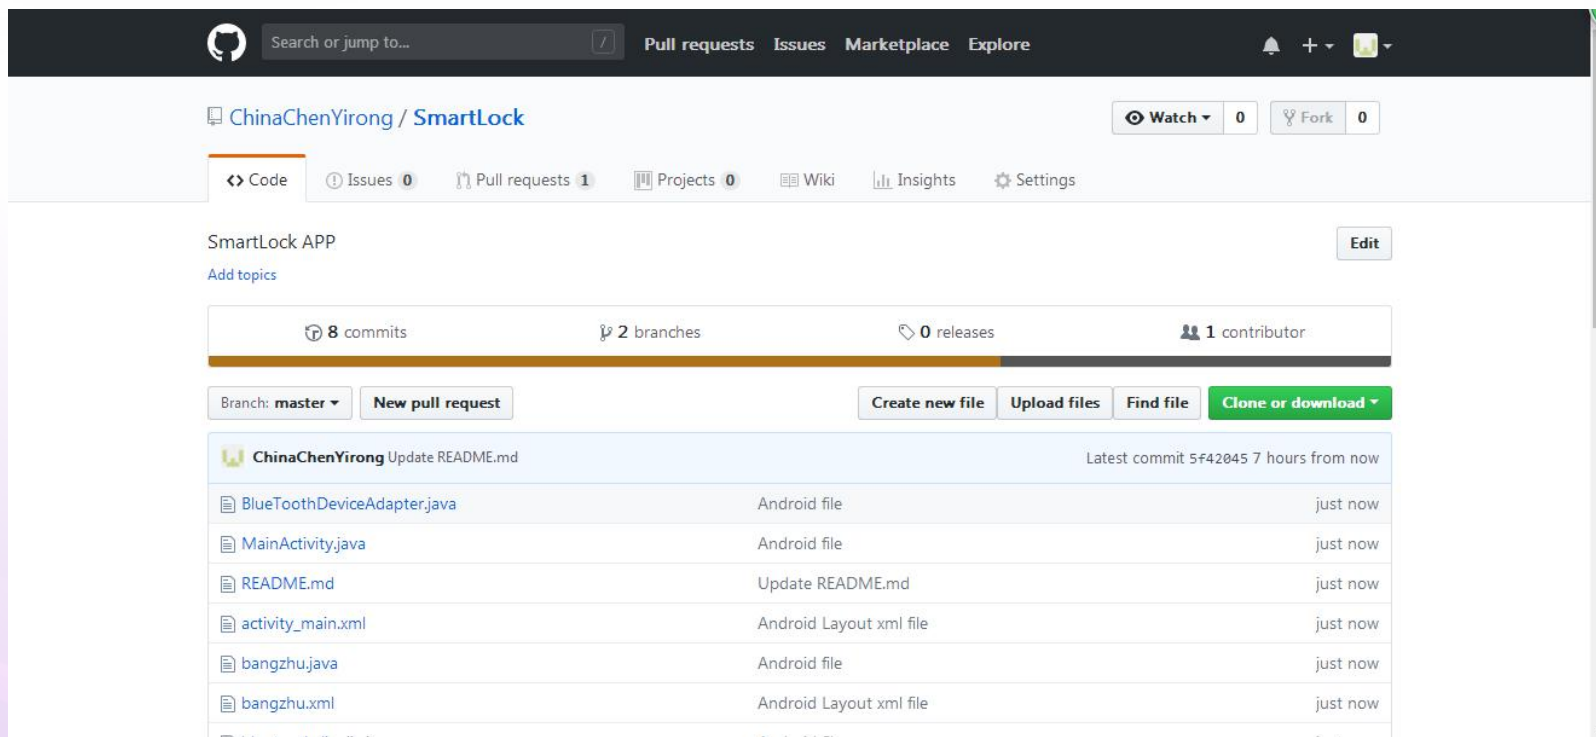 Search or jump to... / Pull requests Issues Marketplace Explore
ChinaChenYirong / SmartLock Watch 0 Fork 0
Code Issues 0 Pull requests 1 Projects 0 Wiki Insights Settings
SmartLock APP Edit
Add topics
8 commits 2 branches 0 releases 1 contributor
Branch: master New pull request Create new file Upload files Find file Clone or download
ChinaChenYirong Update README.md Latest commit 5f42045 7 hours from now
BlueToothDeviceAdapter.java Android file just now
MainActivity.java Android file just now
README.md Update README.md just now
activity_main.xml Android Layout xml file just now
bangzhu.java Android file just now
bangzhu.xml Android Layout xml file just now